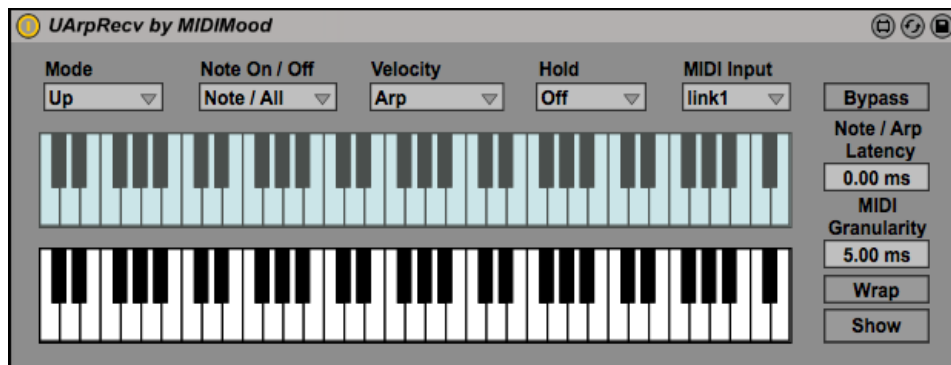 UArpRecv by MIDIMood
Mode
Note On / Off
Velocity
Hold
MIDI Input
Up
Note / All
Arp
Off
link1
Bypass
Note / Arp
Latency
0.00 ms
MIDI
Granularity
5.00 ms
Wrap
Show